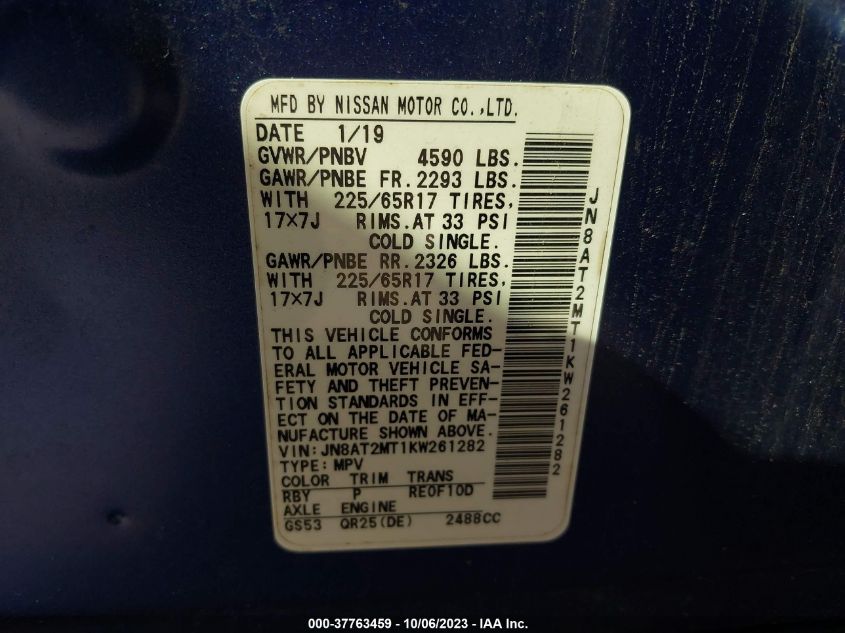 MFD BY NISSAN MOTOR CO.,LTD.
DATE 1/19
GVWR/PNBV 4590 LBS.
GAWR/PNBE FR.2293 LBS.
WITH 225/65R17 TIRES,
17×7J RIMS.AT 33 PSI
COLD SINGLE.
GAWR/PNBE RR.2326 LBS.
WITH 225/65R17 TIRES,
17×7J RIMS.AT 33 PSI
COLD SINGLE.
THIS VEHICLE CONFORMS
TO ALL APPLICABLE FED-
ERAL MOTOR VEHICLE SA-
FETY AND THEFT PREVEN-
TION STANDARDS IN EFF-
ECT ON THE DATE OF MA-
NUFACTURE SHOWN ABOVE.
VIN:JN8AT2MT1KW261282
TYPE:MPV
COLOR TRIM TRANS
RBY P RE0F10D
AXLE ENGINE
GS53 QR25(DE) 2488CC
JN8AT2MT1KW261282
000-37763459 - 10/06/2023 - IAA Inc.